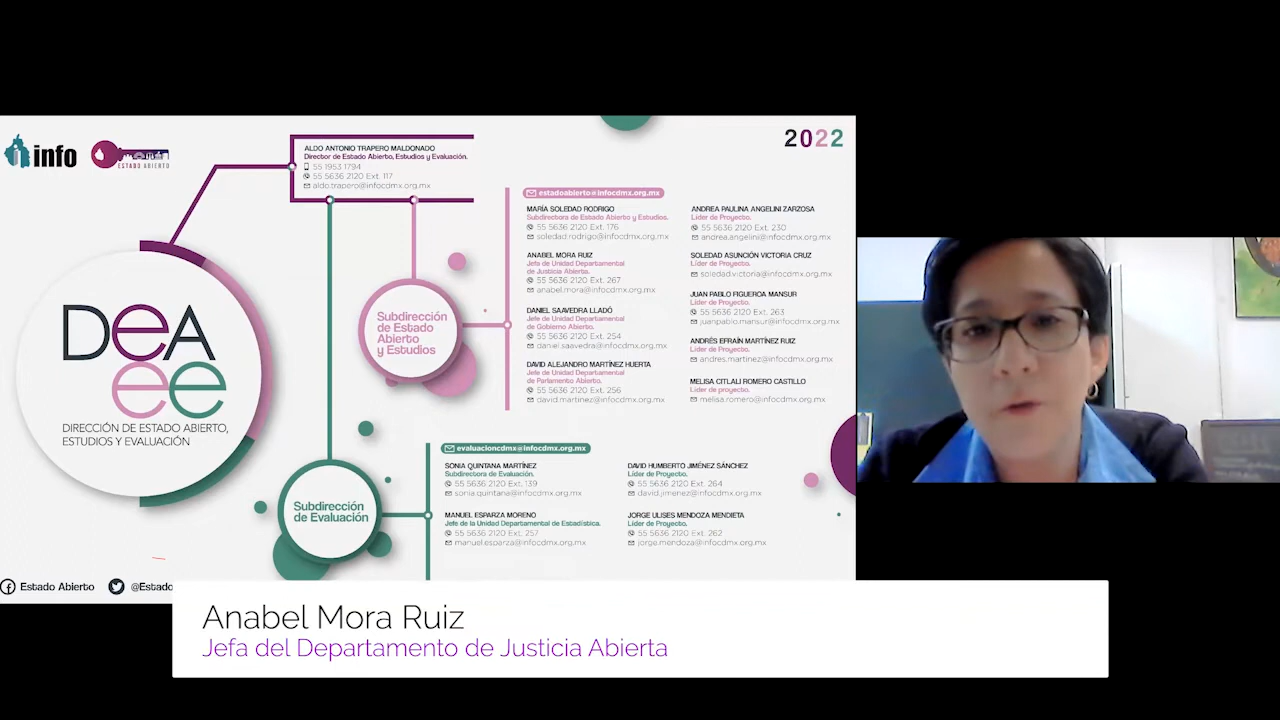 info
ESTADO ABIERTO
2022
ALDO ANTONIO TRAPERO MALDONADO
Director de Estado Abierto, Estudios y Evaluación.
55 1953 1794
55 5636 2120 Ext. 117
aldo.trapero@infocdmx.org.mx
DEAEE
DIRECCIÓN DE ESTADO ABIERTO,
ESTUDIOS Y EVALUACIÓN
Subdirección
de Estado
Abierto
y Estudios
estadoabierto@infocdmx.org.mx
MARÍA SOLEDAD RODRIGO
Subdirectora de Estado Abierto y Estudios.
55 5636 2120 Ext. 176
soledad.rodrigo@infocdmx.org.mx
ANABEL MORA RUIZ
Jefa de Unidad Departamental
de Justicia Abierta.
55 5636 2120 Ext. 267
anabel.mora@infocdmx.org.mx
DANIEL SAAVEDRA LLADÓ
Jefe de Unidad Departamental
de Gobierno Abierto.
55 5636 2120 Ext. 254
daniel.saavedra@infocdmx.org.mx
DAVID ALEJANDRO MARTÍNEZ HUERTA
Jefe de Unidad Departamental
de Parlamento Abierto.
55 5636 2120 Ext. 256
david.martinez@infocdmx.org.mx
ANDREA PAULINA ANGELINI ZARZOSA
Líder de Proyecto.
55 5636 2120 Ext. 230
andrea.angelini@infocdmx.org.mx
SOLEDAD ASUNCIÓN VICTORIA CRUZ
Líder de Proyecto.
soledad.victoria@infocdmx.org.mx
JUAN PABLO FIGUEROA MANSUR
Líder de Proyecto.
55 5636 2120 Ext. 263
juanpablo.mansur@infocdmx.org.mx
ANDRÉS EFRAÍN MARTÍNEZ RUIZ
Líder de Proyecto.
andres.martinez@infocdmx.org.mx
MELISA CITLALI ROMERO CASTILLO
Líder de proyecto.
melisa.romero@infocdmx.org.mx
Subdirección
de Evaluación
evaluacioncdmx@infocdmx.org.mx
SONIA QUINTANA MARTÍNEZ
Subdirectora de Evaluación.
55 5636 2120 Ext. 139
sonia.quintana@infocdmx.org.mx
MANUEL ESPARZA MORENO
Jefe de la Unidad Departamental de Estadística.
55 5636 2120 Ext. 257
manuel.esparza@infocdmx.org.mx
DAVID HUMBERTO JIMÉNEZ SÁNCHEZ
Líder de Proyecto.
55 5636 2120 Ext. 264
david.jimenez@infocdmx.org.mx
JORGE ULISES MENDOZA MENDIETA
Líder de Proyecto.
55 5636 2120 Ext. 262
jorge.mendoza@infocdmx.org.mx
Estado Abierto @Estado
Anabel Mora Ruiz
Jefa del Departamento de Justicia Abierta